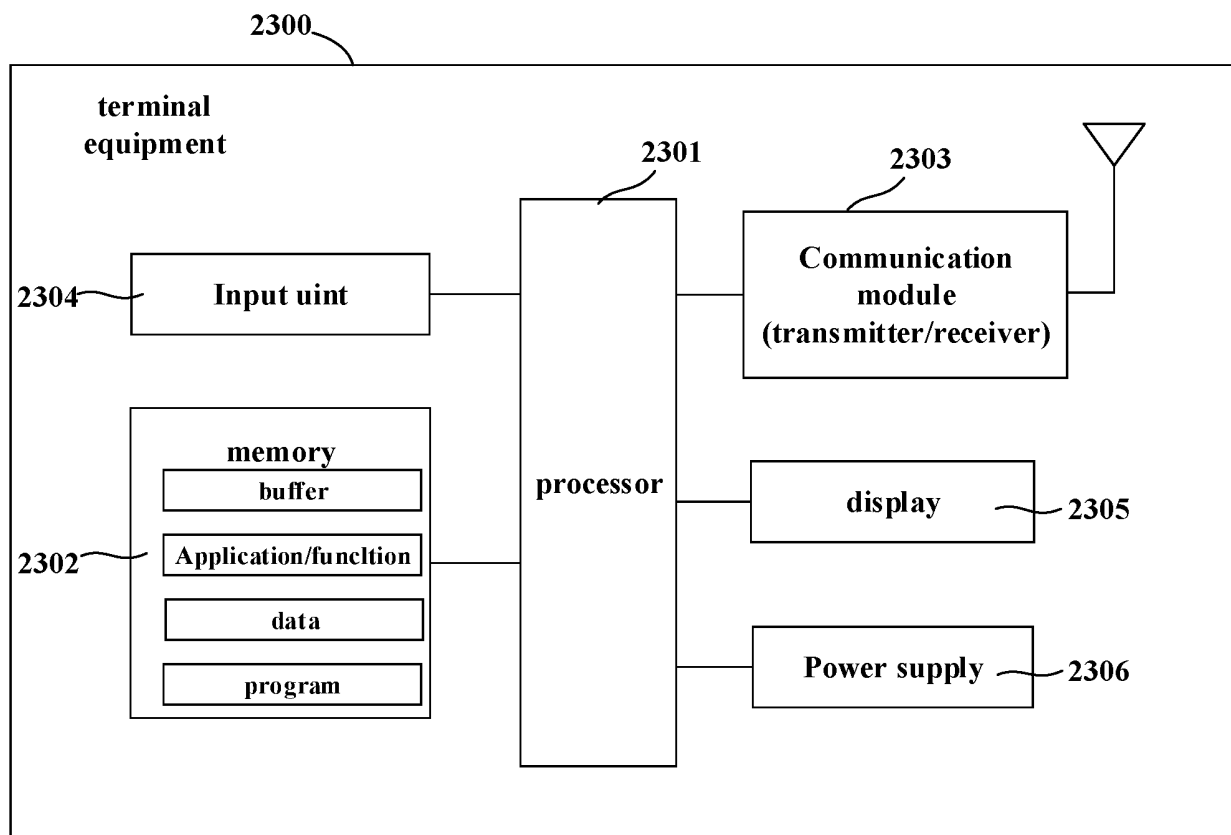 2300
terminal
equipment
2301
2303
Communication
module
(transmitter/receiver)
2304
Input uint
memory
buffer
Application/funcltion
data
program
2302
processor
display
2305
Power supply
2306